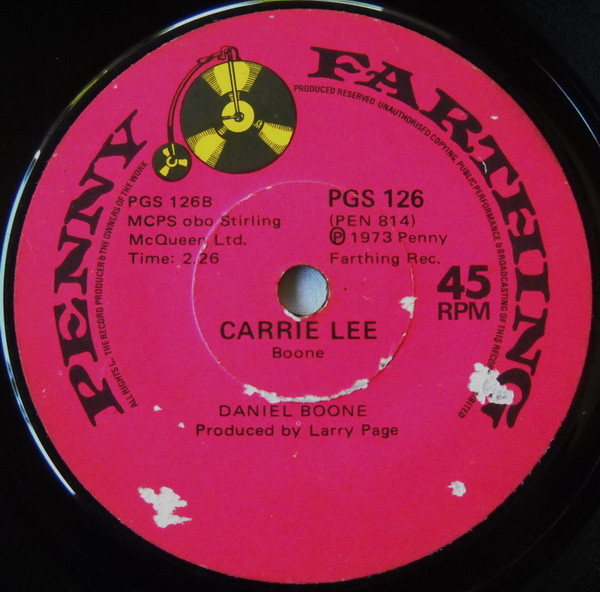 PENNY FARTHING
ALL RIGHTS OF THE RECORD PRODUCER & THE OWNERS OF THE WORK
PRODUCED RESERVED UNAUTHORISED COPYING, PUBLIC PERFORMANCE & BROADCASTING OF THIS RECORD
PGS 126B
MCPS obo Stirling
McQueen Ltd.
Time: 2.26
PGS 126
(PEN 814)
℗ 1973 Penny
Farthing Rec.
45
RPM
CARRIE LEE
Boone
DANIEL BOONE
Produced by Larry Page